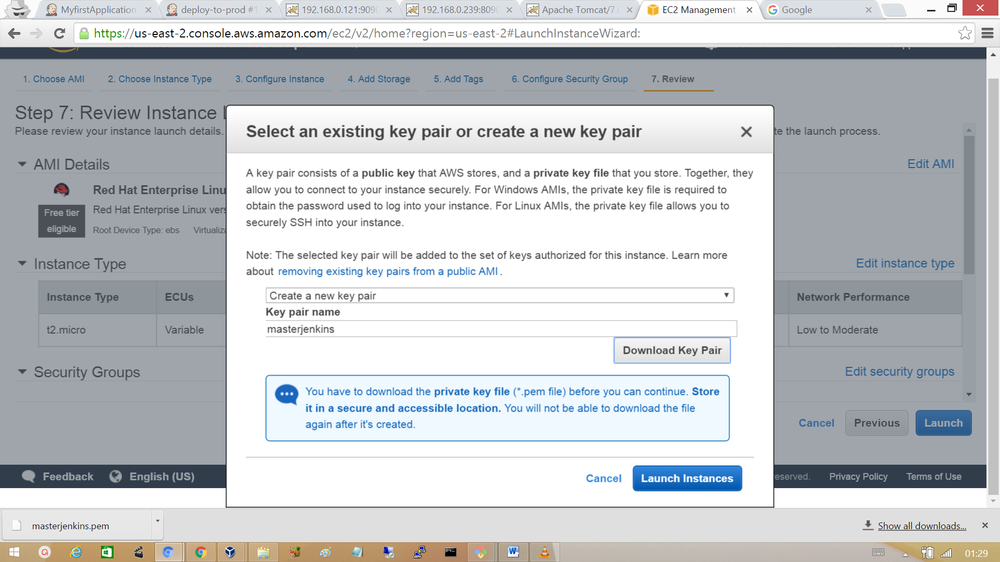 MyfirstApplication
deploy-to-prod #1
192.168.0.121:9090
192.168.0.239:8090
Apache Tomcat/7.
EC2 Management
Google
https://us-east-2.console.aws.amazon.com/ec2/v2/home?region=us-east-2#LaunchInstanceWizard:
1. Choose AMI
2. Choose Instance Type
3. Configure Instance
4. Add Storage
5. Add Tags
6. Configure Security Group
7. Review
Step 7: Review Instance
Please review your instance launch details.
te the launch process.
AMI Details
Edit AMI
Red Hat Enterprise Linu
Free tier
eligible
Red Hat Enterprise Linux vers
Root Device Type: ebs Virtualiza
Instance Type
Edit instance type
Instance Type
ECUs
Network Performance
t2.micro
Variable
Low to Moderate
Security Groups
Edit security groups
Cancel
Previous
Launch
Select an existing key pair or create a new key pair
A key pair consists of a public key that AWS stores, and a private key file that you store. Together, they
allow you to connect to your instance securely. For Windows AMIs, the private key file is required to
obtain the password used to log into your instance. For Linux AMIs, the private key file allows you to
securely SSH into your instance.
Note: The selected key pair will be added to the set of keys authorized for this instance. Learn more
about removing existing key pairs from a public AMI .
Create a new key pair
Key pair name
masterjenkins
Download Key Pair
You have to download the private key file (*.pem file) before you can continue. Store
it in a secure and accessible location. You will not be able to download the file
again after it's created.
Cancel
Launch Instances
Feedback
English (US)
eserved.
Privacy Policy
Terms of Use
masterjenkins.pem
Show all downloads...
01:29